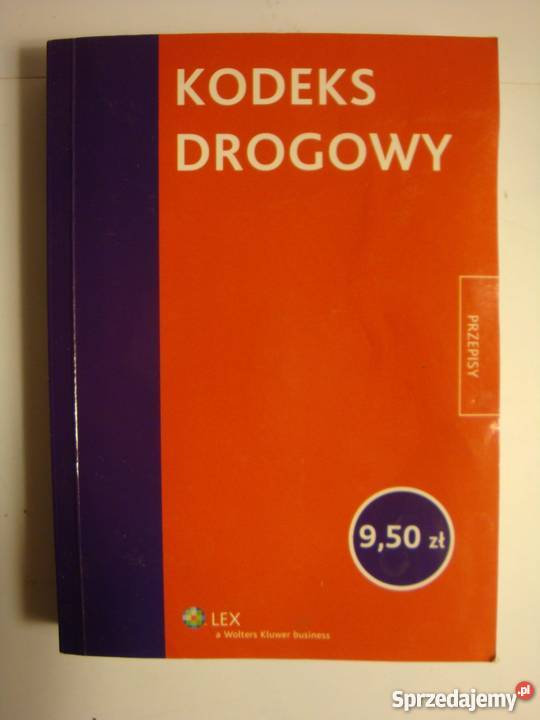 KODEKS
DROGOWY
PRZEPISY
9,50 zł
LEX
a Wolters Kluwer business
Sprzedajemy.pl